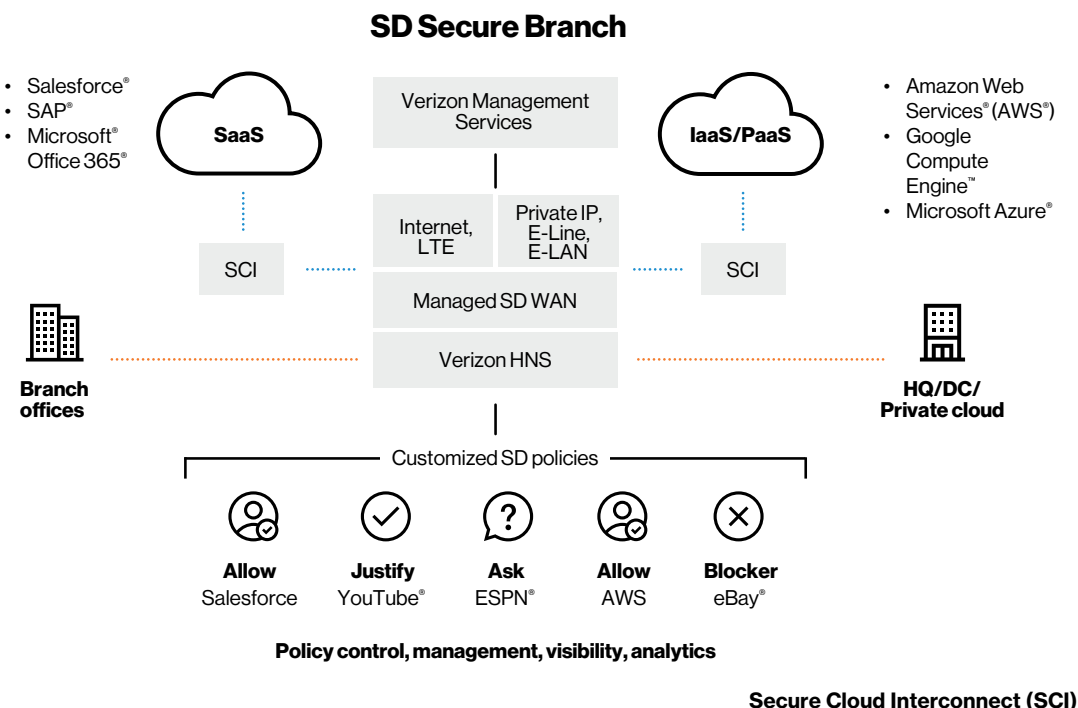 SD Secure Branch
• Salesforce®
• SAP®
• Microsoft®
Office 365®
SaaS
Verizon Management
Services
IaaS/PaaS
• Amazon Web
Services® (AWS®)
• Google
Compute
Engine™
• Microsoft Azure®
Internet,
LTE
Private IP,
E-Line,
E-LAN
SCI
SCI
Managed SD WAN
Verizon HNS
Branch
offices
HQ/DC/
Private cloud
Customized SD policies
?
Allow
Salesforce
Justify
YouTube®
Ask
ESPN®
Allow
AWS
Blocker
eBay®
Policy control, management, visibility, analytics
Secure Cloud Interconnect (SCI)